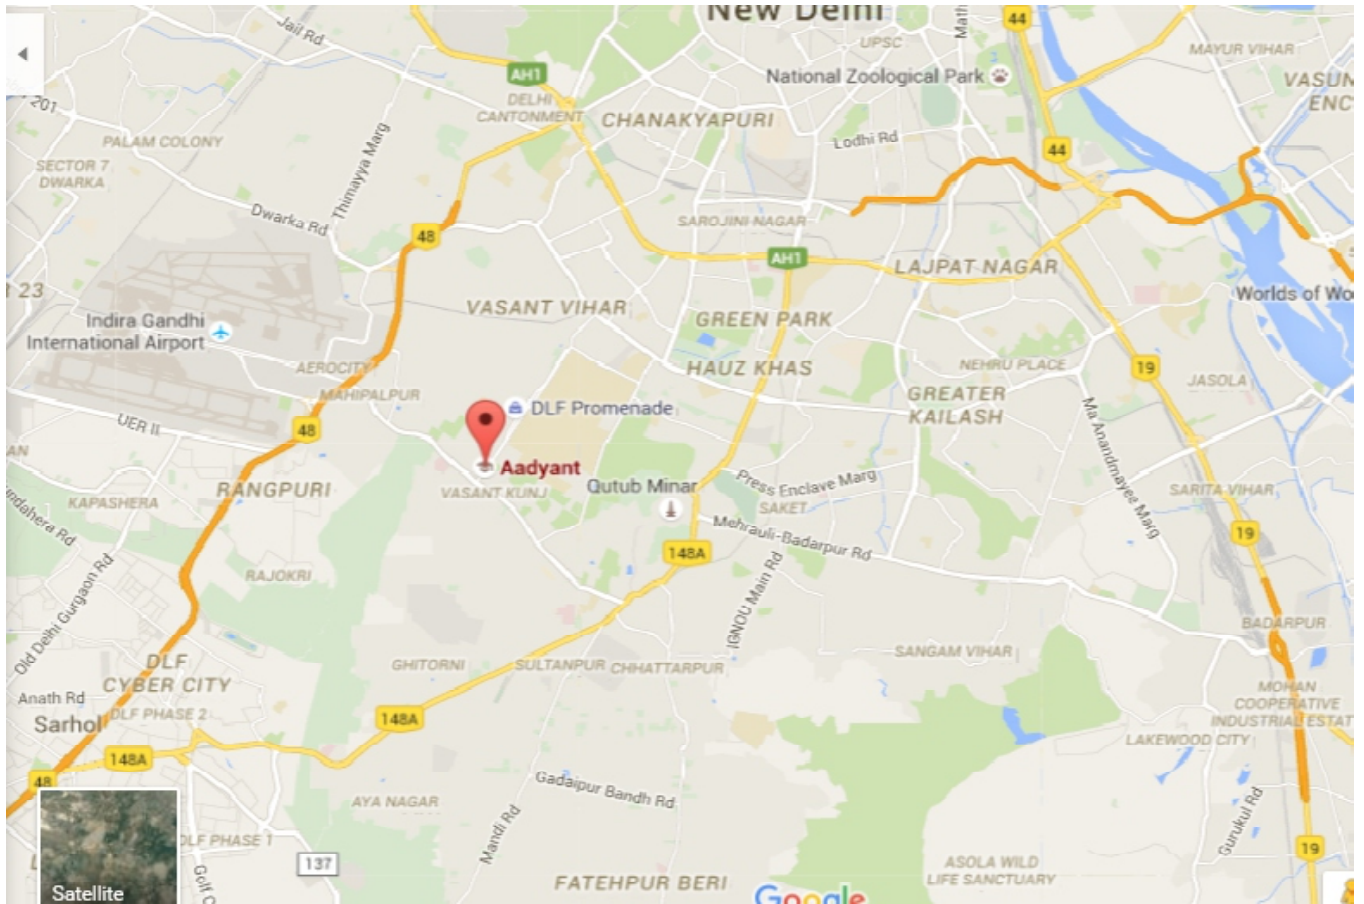 New Delhi
44
Jail Rd
UPSC
MAYUR VIHAR
AH1
National Zoological Park
DELHI
CANTONMENT
CHANAKYAPURI
201
Lodhi Rd
PALAM COLONY
44
SECTOR 7
DWARKA
Thimayya Marg
Dwarka Rd
SAROJINI NAGAR
48
AH1
LAJPAT NAGAR
R 23
VASANT VIHAR
Worlds of Wo
Indira Gandhi
International Airport
GREEN PARK
AEROCITY
HAUZ KHAS
NEHRU PLACE
19
JASOLA
MAHIPALPUR
GREATER
KAILASH
DLF Promenade
UER II
48
Aadyant
Ma Anandmayee Marg
RANGPURI
VASANT KUNJ
Qutub Minar
Press Enclave Marg
SAKET
SARITA VIHAR
KAPASHERA
Mehrauli-Badarpur Rd
19
148A
RAJOKRI
Old Delhi Gurgaon Rd
IGNOU Main Rd
BADARPUR
DLF
CYBER CITY
GHITORNI
SULTANPUR
CHHATTARPUR
SANGAM VIHAR
Anath Rd
MOHAN
COOPERATIVE
INDUSTRIAL ESTAT
Sarhol
DLF PHASE 2
148A
LAKEWOOD CITY
148A
48
Gadaipur Bandh Rd
AYA NAGAR
Mandi Rd
Gurukul Rd
DLF PHASE 1
19
137
Golf C
ASOLA WILD
LIFE SANCTUARY
FATEHPUR BERI
Satellite
Google